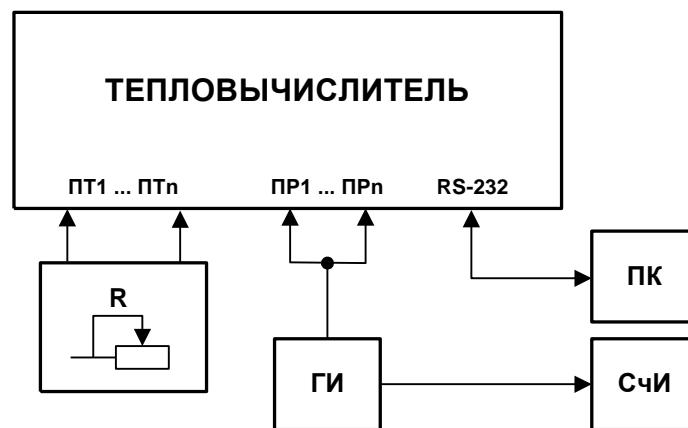 ТЕПЛОВЫЧИСЛИТЕЛЬ
ПТ1 ... ПТn ПР1 ... ПРn RS-232
R
ПК
ГИ
СчИ